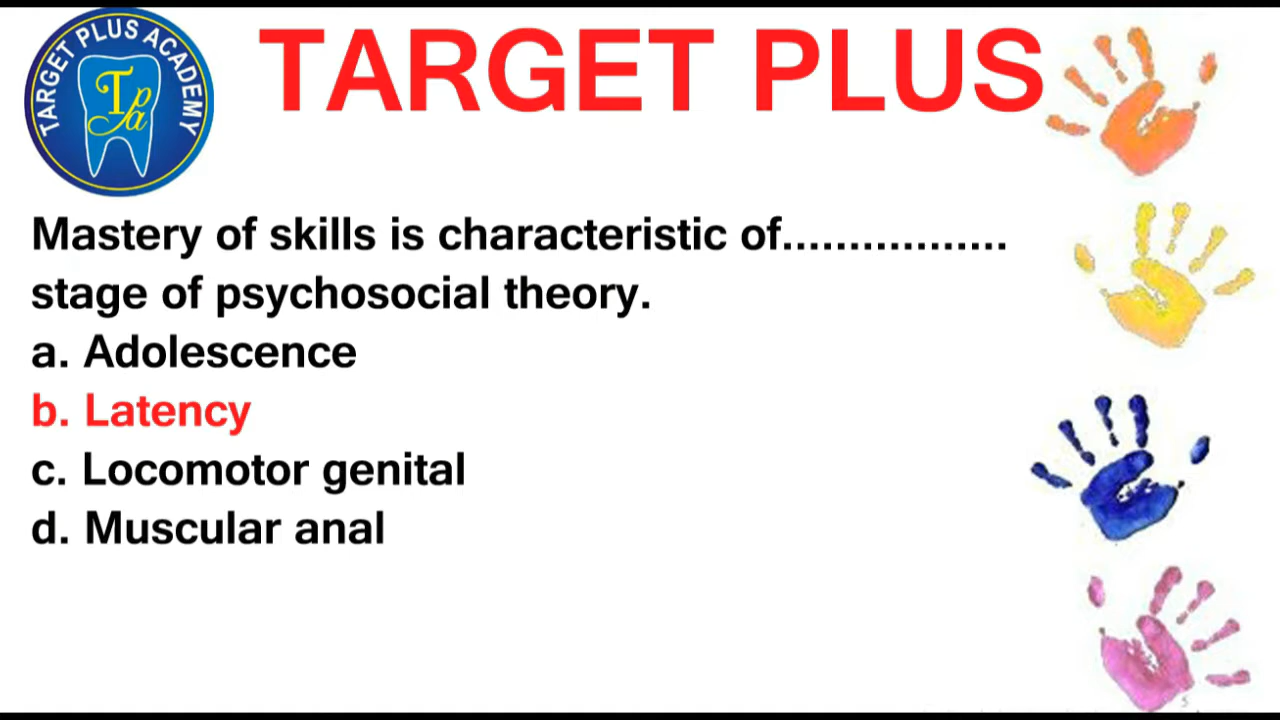 TARGET PLUS ACADEMY
T P a
TARGET PLUS
Mastery of skills is characteristic of.................
stage of psychosocial theory.
a. Adolescence
b. Latency
c. Locomotor genital
d. Muscular anal